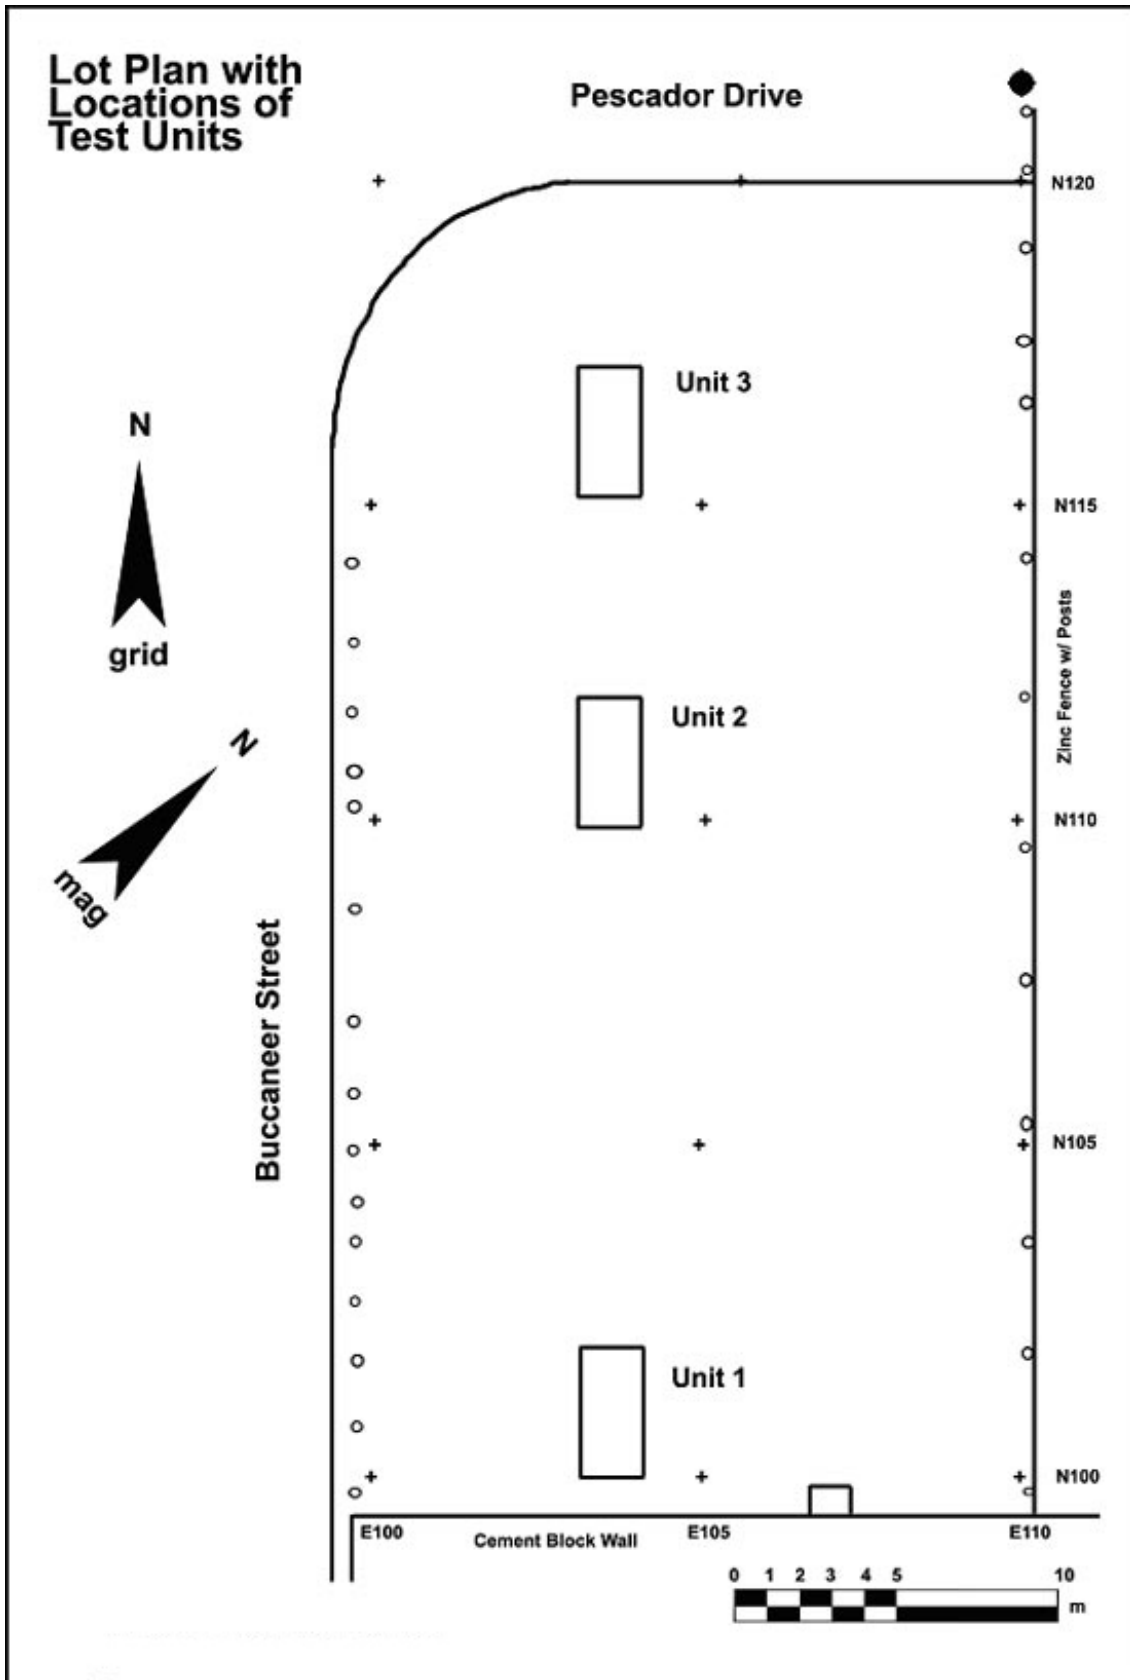 Lot Plan with
Locations of
Test Units
Pescador Drive
N120
Unit 3
N
grid
N115
Zinc Fence w/ Posts
Unit 2
N
mag
N110
Buccaneer Street
N105
Unit 1
N100
E100
Cement Block Wall
E105
E110
0 1 2 3 4 5 10
m